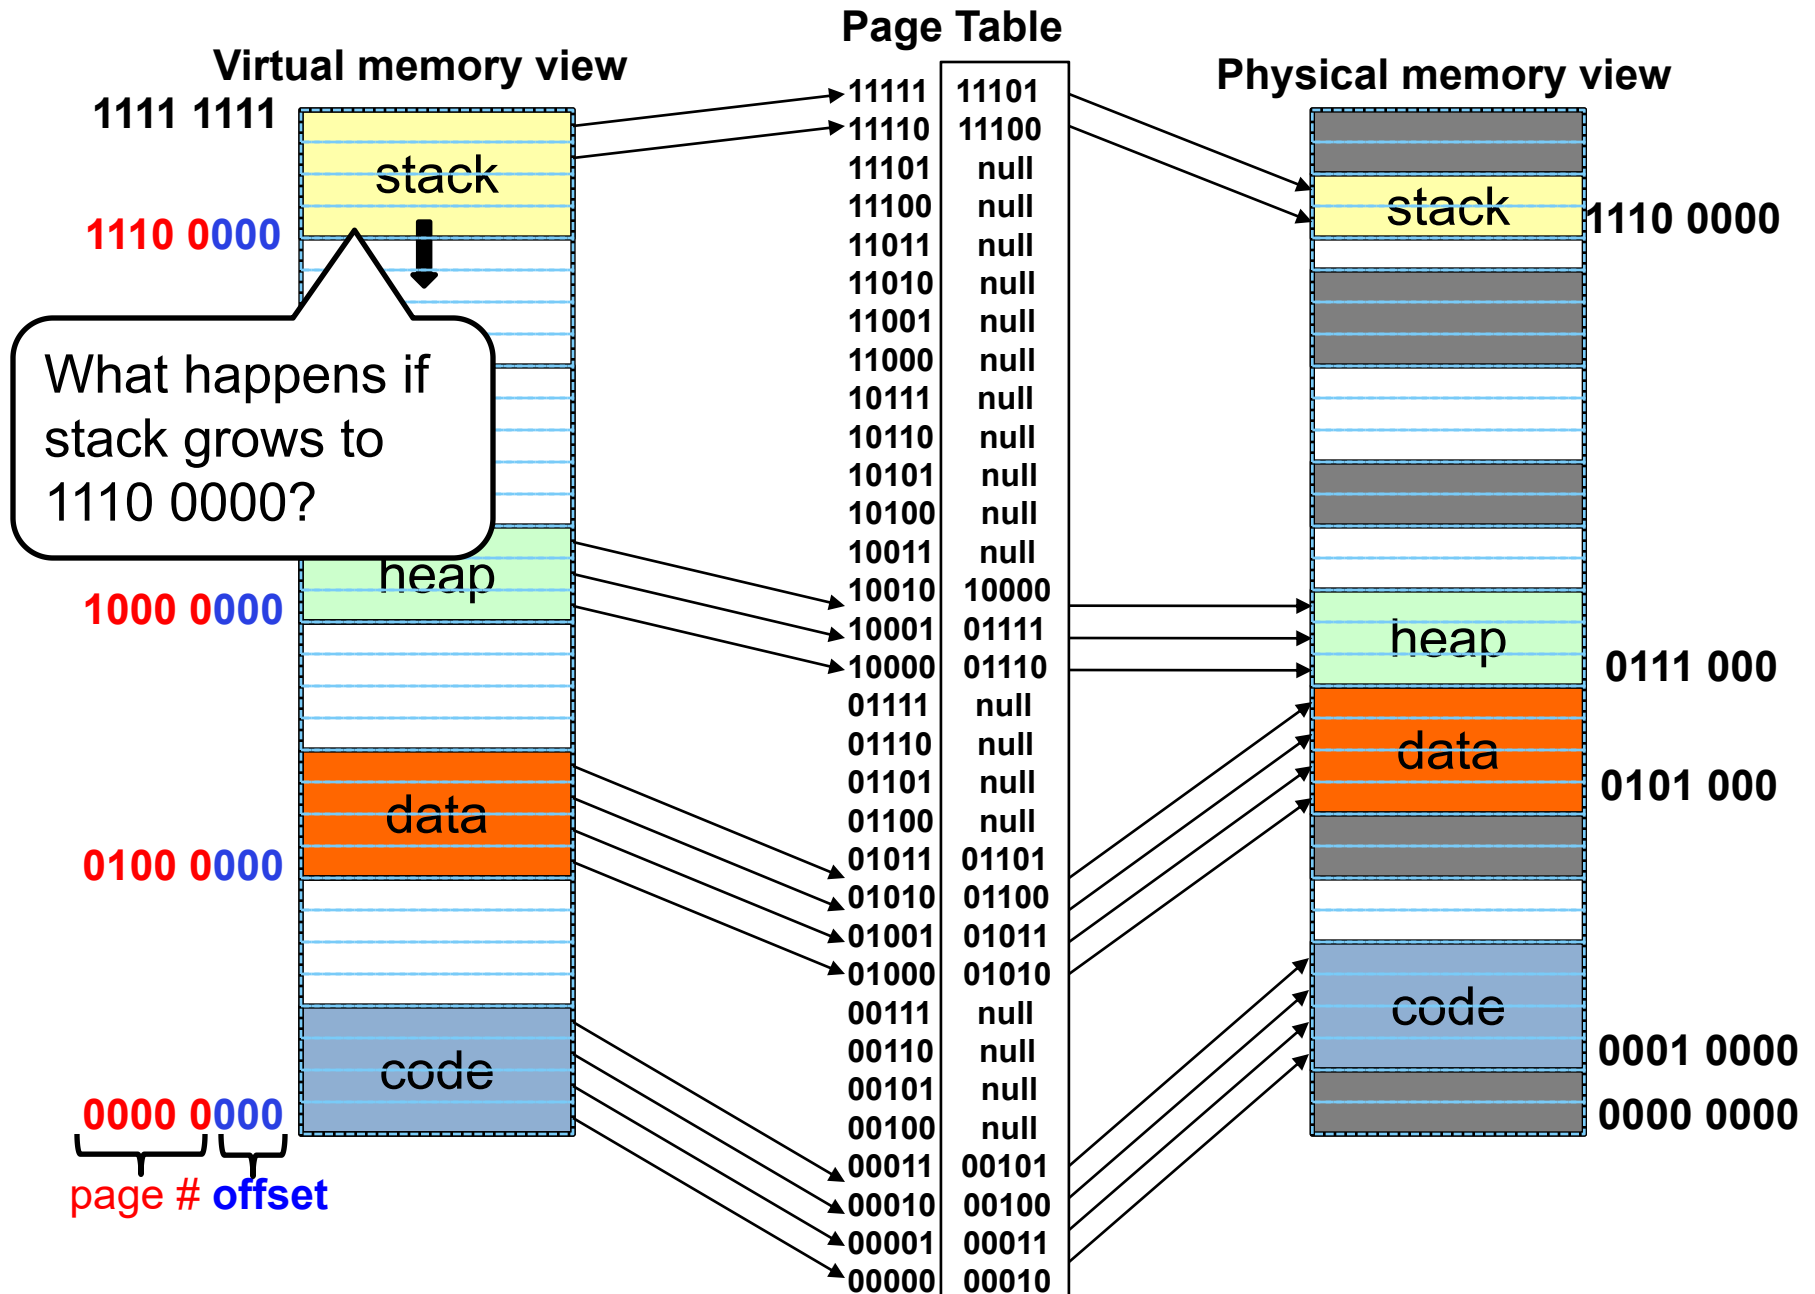 Page Table
Virtual memory view
Physical memory view
1111 1111
stack
1110 0000
What happens if
stack grows to
1110 0000?
heap
1000 0000
data
0100 0000
code
0000 0000
page # offset
11111 11101
11110 11100
11101 null
11100 null
11011 null
11010 null
11001 null
11000 null
10111 null
10110 null
10101 null
10100 null
10011 null
10010 10000
10001 01111
10000 01110
01111 null
01110 null
01101 null
01100 null
01011 01101
01010 01100
01001 01011
01000 01010
00111 null
00110 null
00101 null
00100 null
00011 00101
00010 00100
00001 00011
00000 00010
stack
1110 0000
heap
0111 000
data
0101 000
code
0001 0000
0000 0000